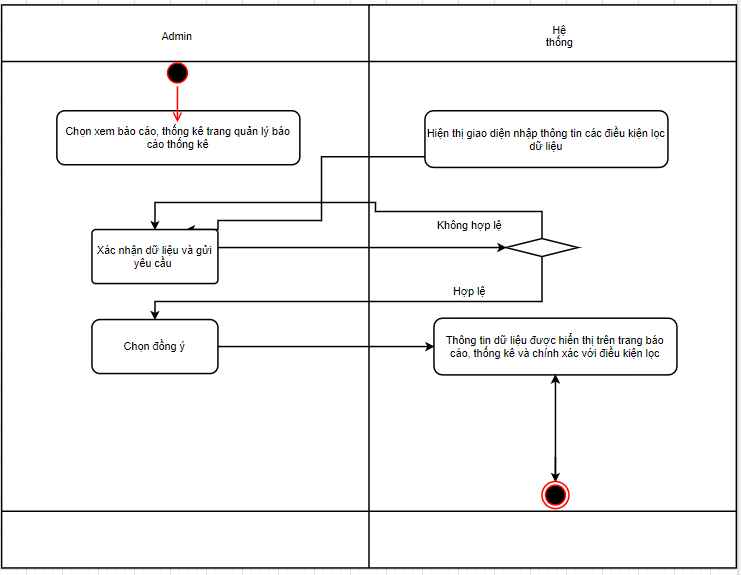 Admin
Hệ
thống
Chọn xem báo cáo, thống kê trang quản lý báo
cáo thống kê
Hiện thị giao diện nhập thông tin các điều kiện lọc
dữ liệu
Không hợp lệ
Xác nhận dữ liệu và gửi
yêu cầu
Hợp lệ
Chọn đồng ý
Thông tin dữ liệu được hiển thị trên trang báo
cáo, thống kê và chính xác với điều kiện lọc